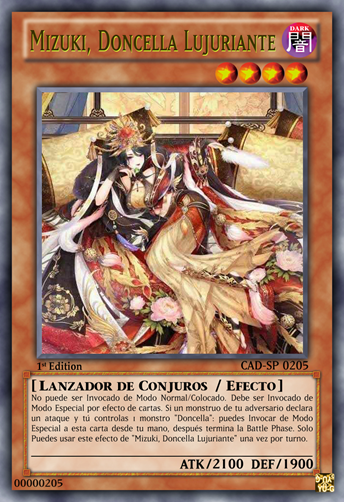 MIZUKI, DONCELLA LUJURIANTE
DARK
闇
1st Edition
CAD-SP 0205
[ LANZADOR DE CONJUROS / EFECTO ]
No puede ser Invocado de Modo Normal/Colocado. Debe ser Invocado de
Modo Especial por efecto de cartas. Si un monstruo de tu adversario declara
un ataque y tú controlas 1 monstro "Doncella": puedes Invocar de Modo
Especial a esta carta desde tu mano, después termina la Battle Phase. Solo
Puedes usar este efecto de "Mizuki, Doncella Lujuriante" una vez por turno.
ATK/2100 DEF/1900
00000205